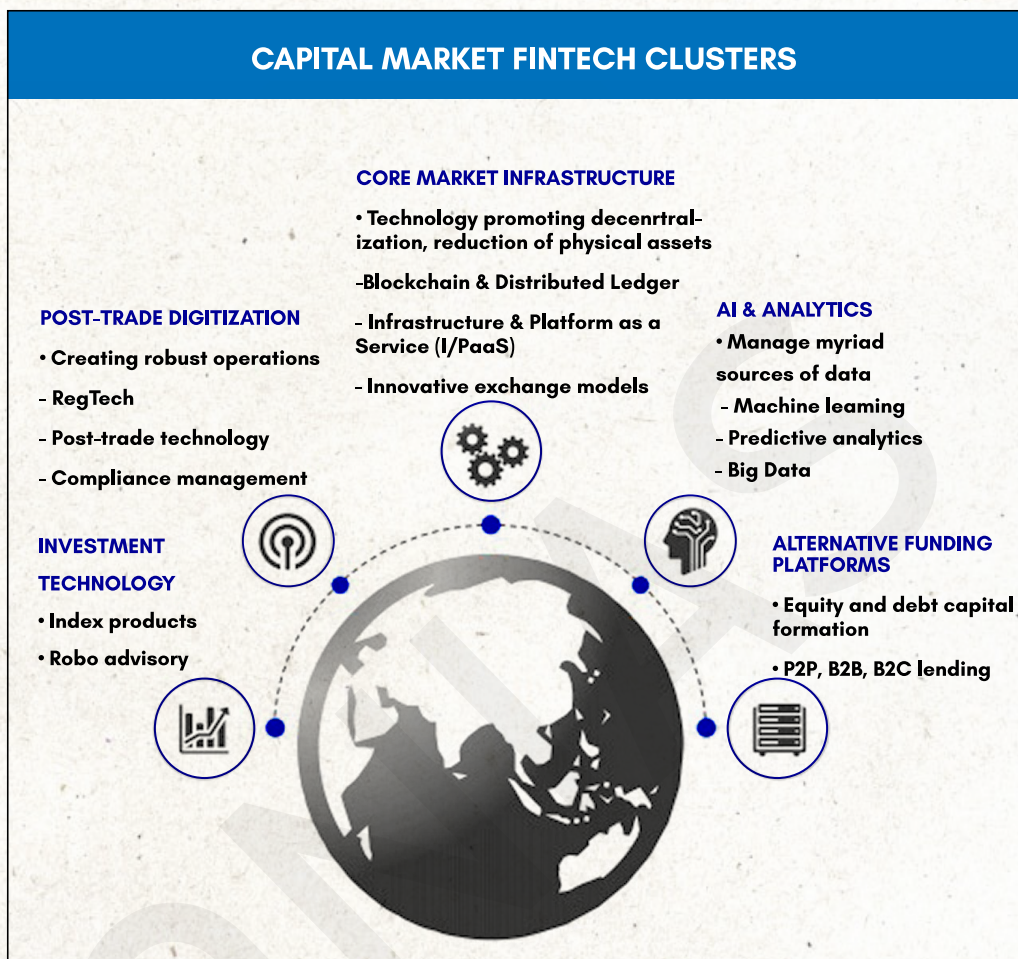 CAPITAL MARKET FINTECH CLUSTERS
CORE MARKET INFRASTRUCTURE
• Technology promoting decenrtral-
ization, reduction of physical assets
-Blockchain & Distributed Ledger
- Infrastructure & Platform as a
Service (I/PaaS)
- Innovative exchange models
POST-TRADE DIGITIZATION
• Creating robust operations
- RegTech
- Post-trade technology
- Compliance management
AI & ANALYTICS
• Manage myriad
sources of data
- Machine leaming
- Predictive analytics
- Big Data
INVESTMENT
TECHNOLOGY
• Index products
• Robo advisory
ALTERNATIVE FUNDING
PLATFORMS
• Equity and debt capital
formation
• P2P, B2B, B2C lending